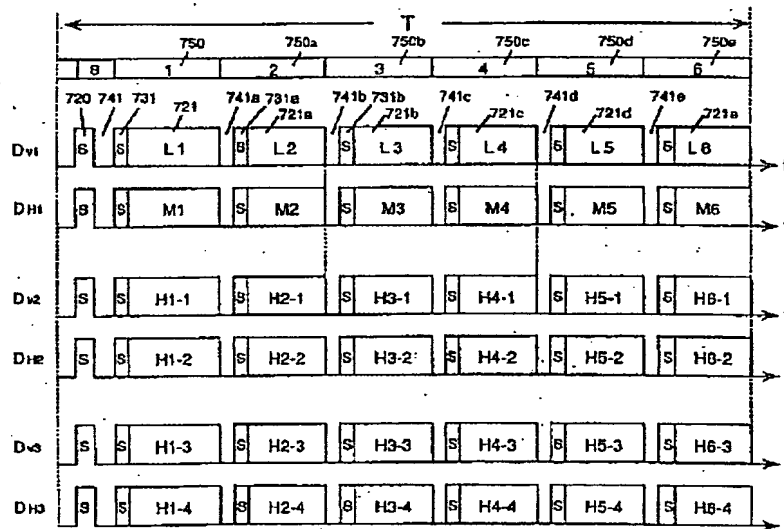 T
750 750a 750b 750c 750d 750e
S 1 2 3 4 5 6
720 741 731 721 741a 731a 721a 741b 731b 721b 741c 721c 741d 721d 741e 721e
Dv1 S S L1 S L2 S L3 S L4 S L5 S L6
DH1 S S M1 S M2 S M3 S M4 S M5 S M6
Dv2 S S H1-1 S H2-1 S H3-1 S H4-1 S H5-1 S H6-1
DH2 S S H1-2 S H2-2 S H3-2 S H4-2 S H5-2 S H6-2
Dv3 S S H1-3 S H2-3 S H3-3 S H4-3 S H5-3 S H6-3
DH3 S S H1-4 S H2-4 S H3-4 S H4-4 S H5-4 S H6-4